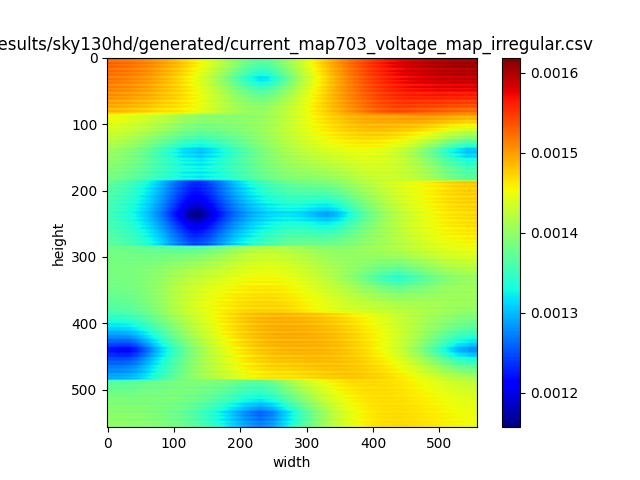 esults/sky130hd/generated/current_map703_voltage_map_irregular.csv
0
100
200
300
400
500
height
0 100 200 300 400 500
width
0.0016
0.0015
0.0014
0.0013
0.0012